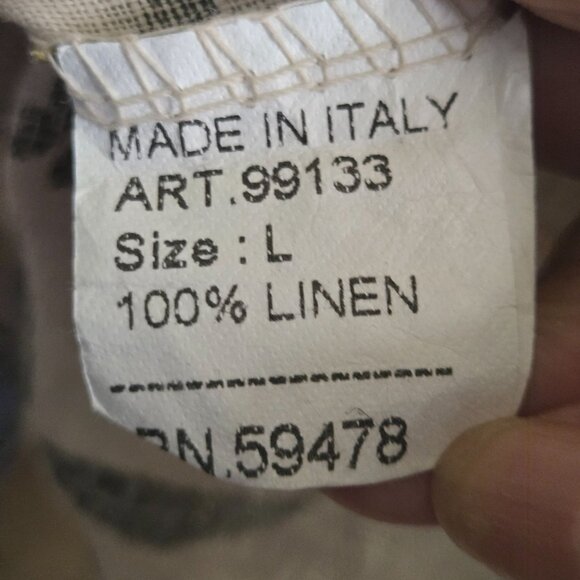 MADE IN ITALY
ART.99133
Size : L
100% LINEN
RN.59478